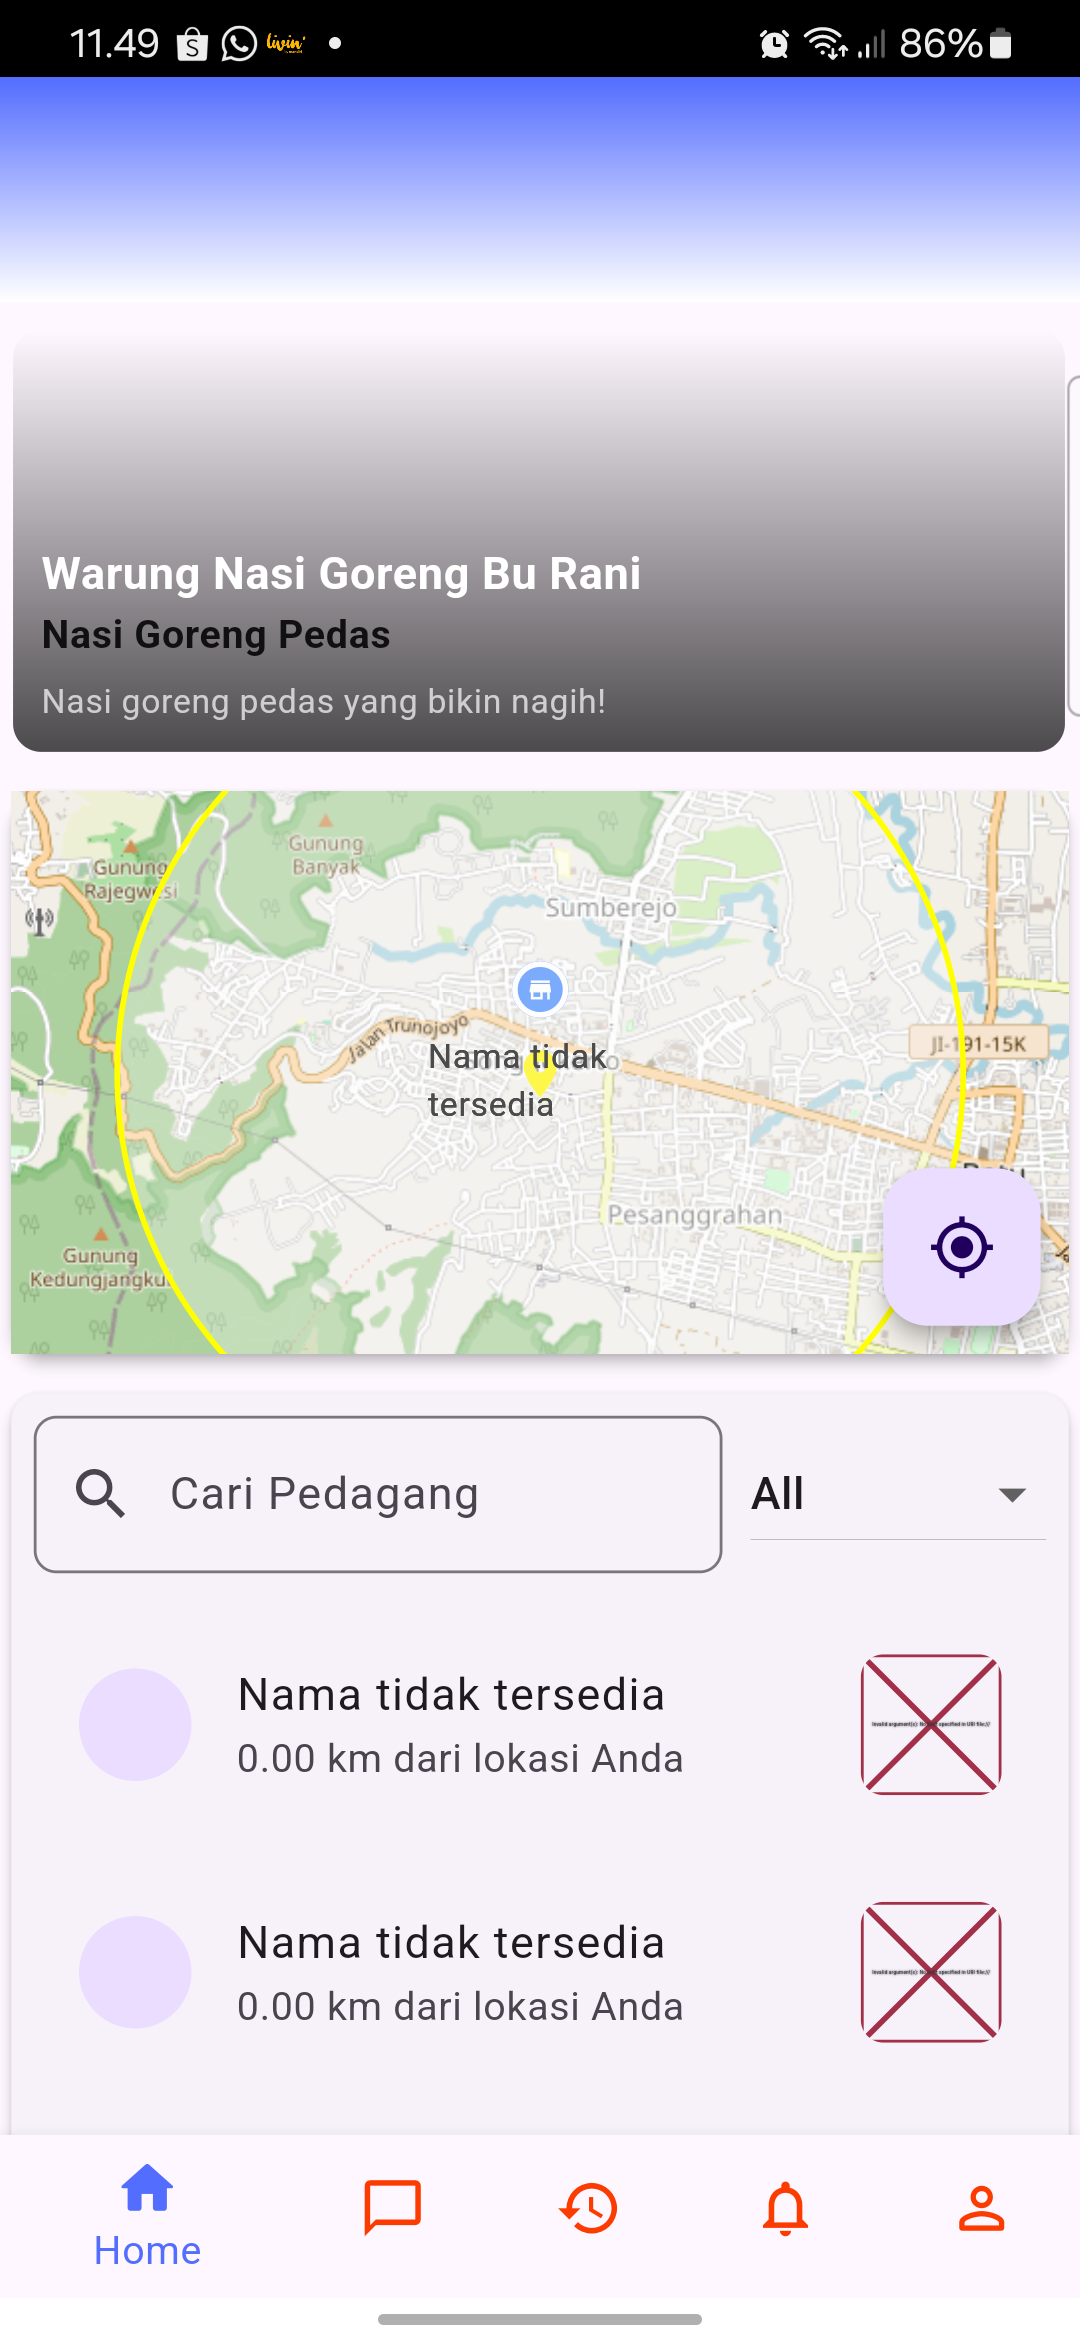 11.49
livin'
86%
Warung Nasi Goreng Bu Rani
Nasi Goreng Pedas
Nasi goreng pedas yang bikin nagih!
Gunung
Rajegwesi
Gunung
Banyak
Sumberejo
Jalan Trunojoyo
JI-191-15K
Nama tidak
tersedia
Pesanggrahan
Gunung
Kedungjangkul
Cari Pedagang
All
Nama tidak tersedia
0.00 km dari lokasi Anda
Nama tidak tersedia
0.00 km dari lokasi Anda
Home